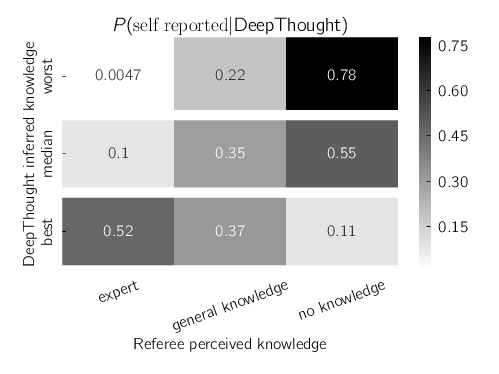 P(self reported|DeepThought)
DeepThought inferred knowledge
worst
0.0047 0.22 0.78
median
0.1 0.35 0.55
best
0.52 0.37 0.11
expert general knowledge no knowledge
Referee perceived knowledge
0.75
0.60
0.45
0.30
0.15